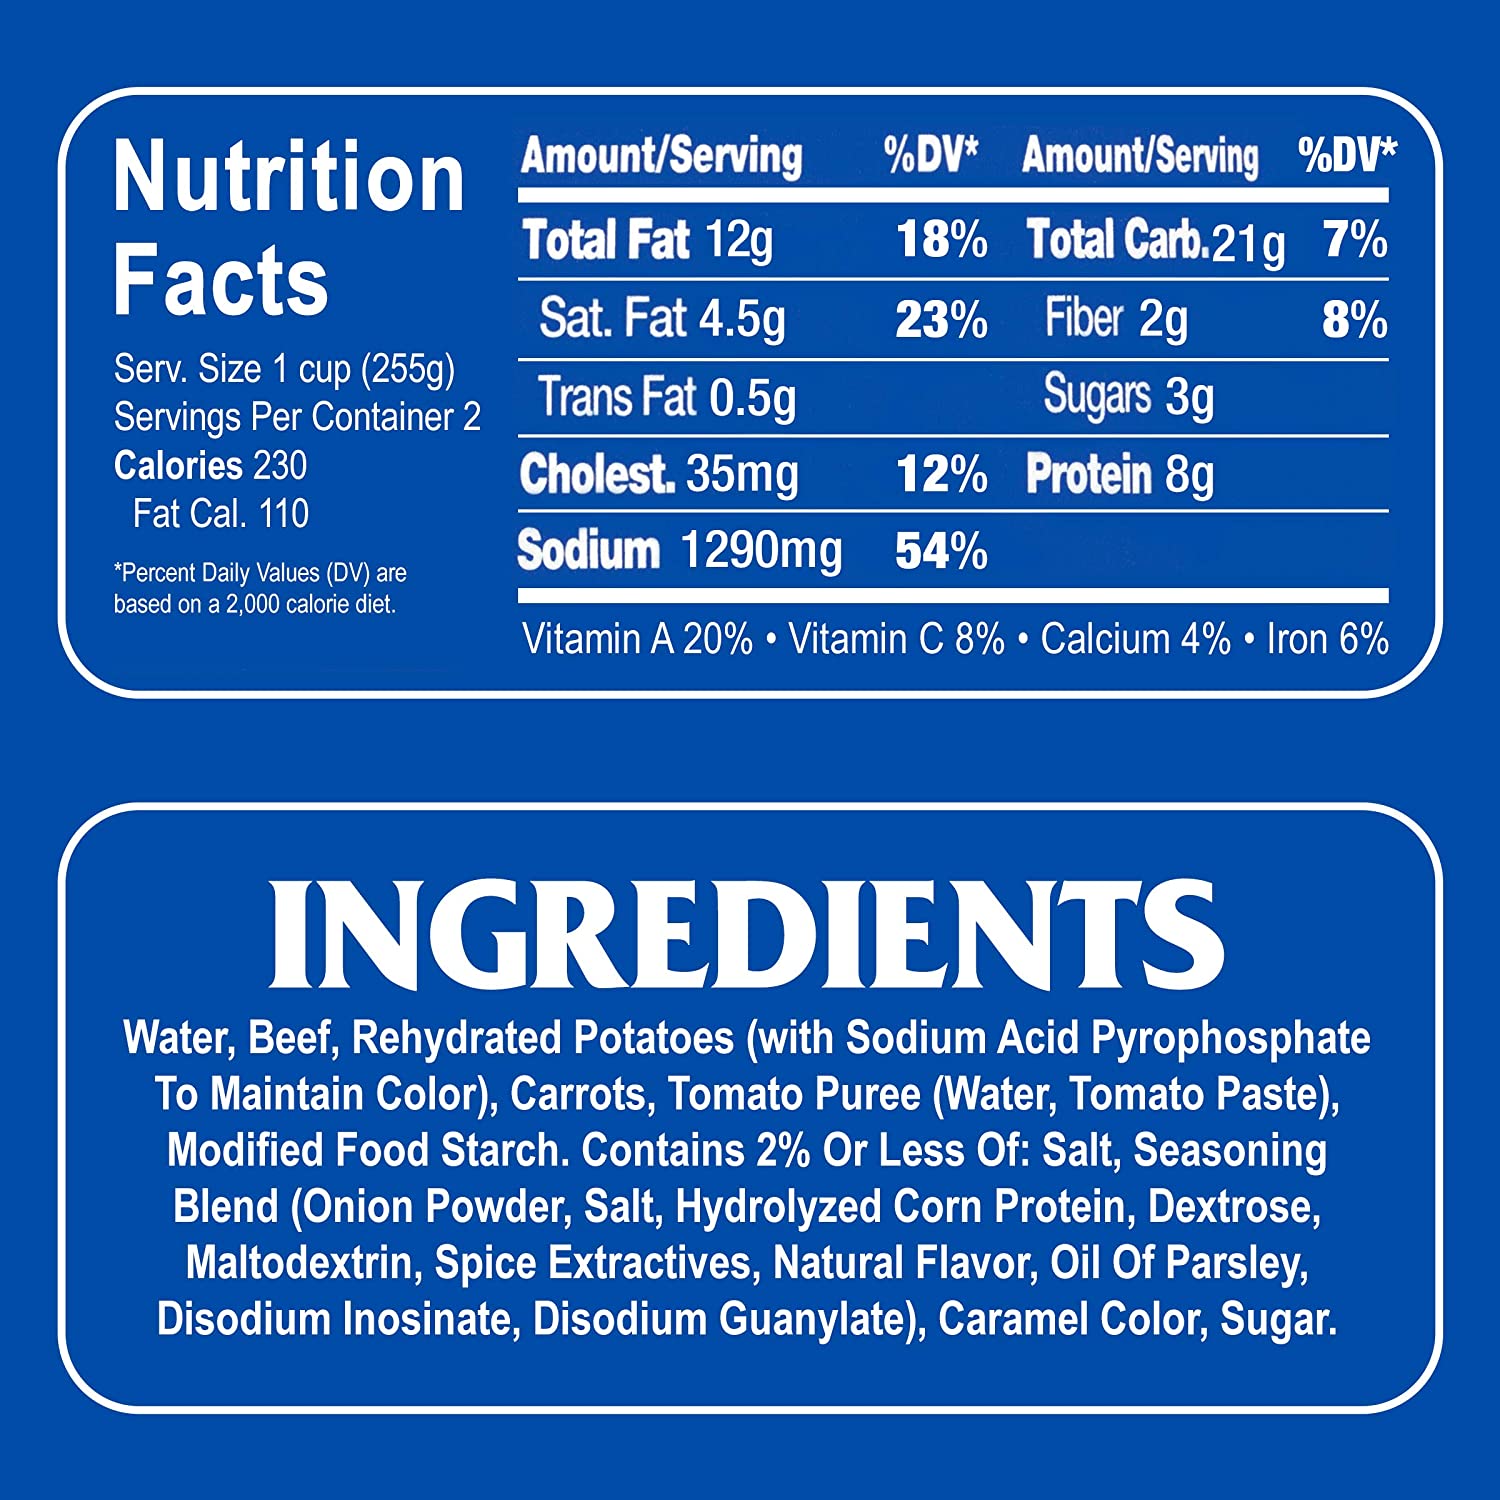 Nutrition
Facts
Serv. Size 1 cup (255g)
Servings Per Container 2
Calories 230
Fat Cal. 110
*Percent Daily Values (DV) are
based on a 2,000 calorie diet.
Amount/Serving %DV* Amount/Serving %DV*
Total Fat 12g 18% Total Carb. 21g 7%
Sat. Fat 4.5g 23% Fiber 2g 8%
Trans Fat 0.5g Sugars 3g
Cholest. 35mg 12% Protein 8g
Sodium 1290mg 54%
Vitamin A 20% • Vitamin C 8% • Calcium 4% • Iron 6%
INGREDIENTS
Water, Beef, Rehydrated Potatoes (with Sodium Acid Pyrophosphate
To Maintain Color), Carrots, Tomato Puree (Water, Tomato Paste),
Modified Food Starch. Contains 2% Or Less Of: Salt, Seasoning
Blend (Onion Powder, Salt, Hydrolyzed Corn Protein, Dextrose,
Maltodextrin, Spice Extractives, Natural Flavor, Oil Of Parsley,
Disodium Inosinate, Disodium Guanylate), Caramel Color, Sugar.